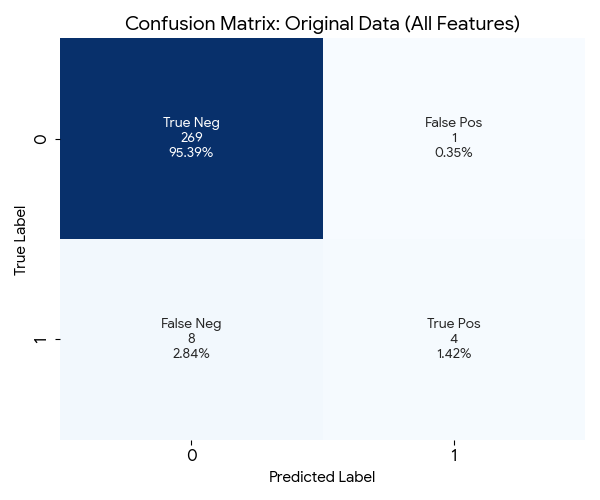 Confusion Matrix: Original Data (All Features)
True Neg
269
95.39%
False Pos
1
0.35%
False Neg
8
2.84%
True Pos
4
1.42%
0
1
True Label
0
1
Predicted Label